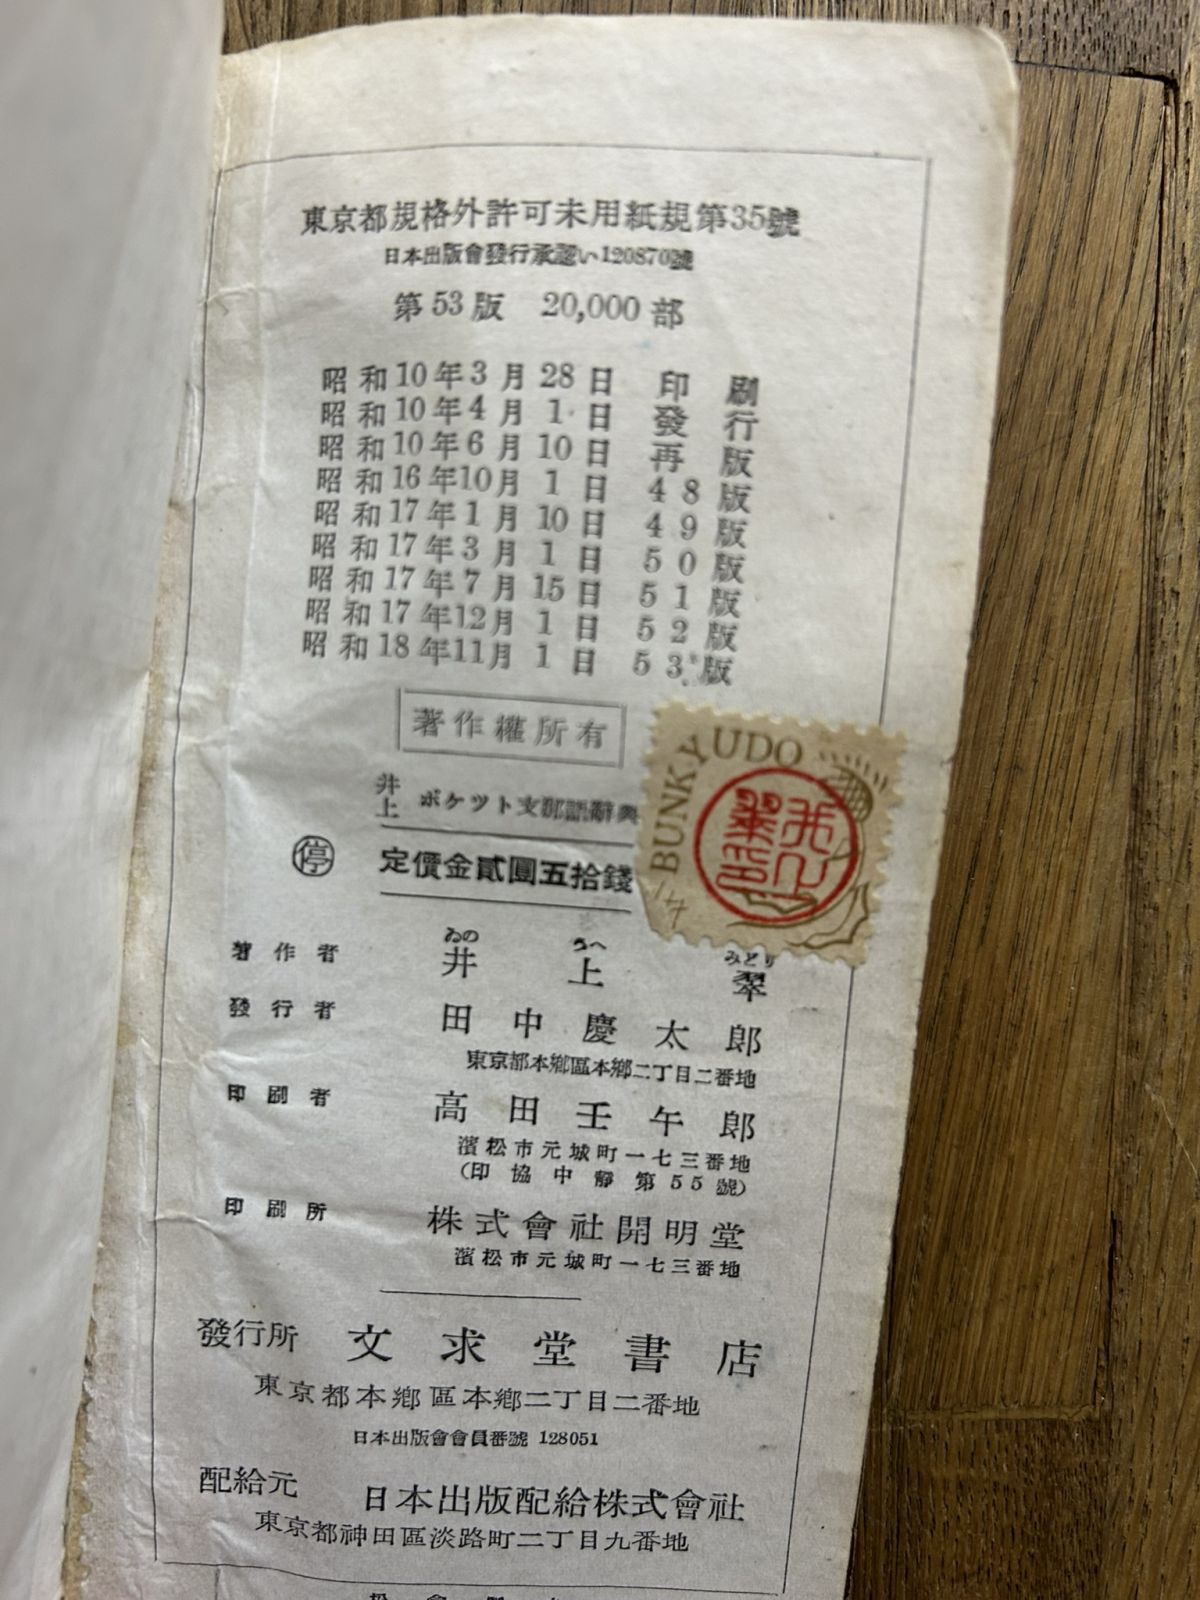 東京都規格外許可未用紙規第35號
日本出版會發行承認い120870號
第53版 20,000部
昭和10年3月28日 印刷
昭和10年4月1日 發行
昭和10年6月10日 再版
昭和16年10月1日 48版
昭和17年1月10日 49版
昭和17年3月1日 50版
昭和17年7月15日 51版
昭和17年12月1日 52版
昭和18年11月1日 53版
著作權所有
井上 ポケツト支那語辭典
停 定價金貳圓五拾錢
BUNKYUDO
井上翠印
ゐの うへ みどり
著作者 井上翠
發行者 田中慶太郎
東京都本鄉區本鄉二丁目二番地
印刷者 高田壬午郎
濱松市元城町一七三番地
(印協中靜第55號)
印刷所 株式會社開明堂
濱松市元城町一七三番地
發行所 文求堂書店
東京都本鄉區本鄉二丁目二番地
日本出版會會員番號 128051
配給元 日本出版配給株式會社
東京都神田區淡路町二丁目九番地